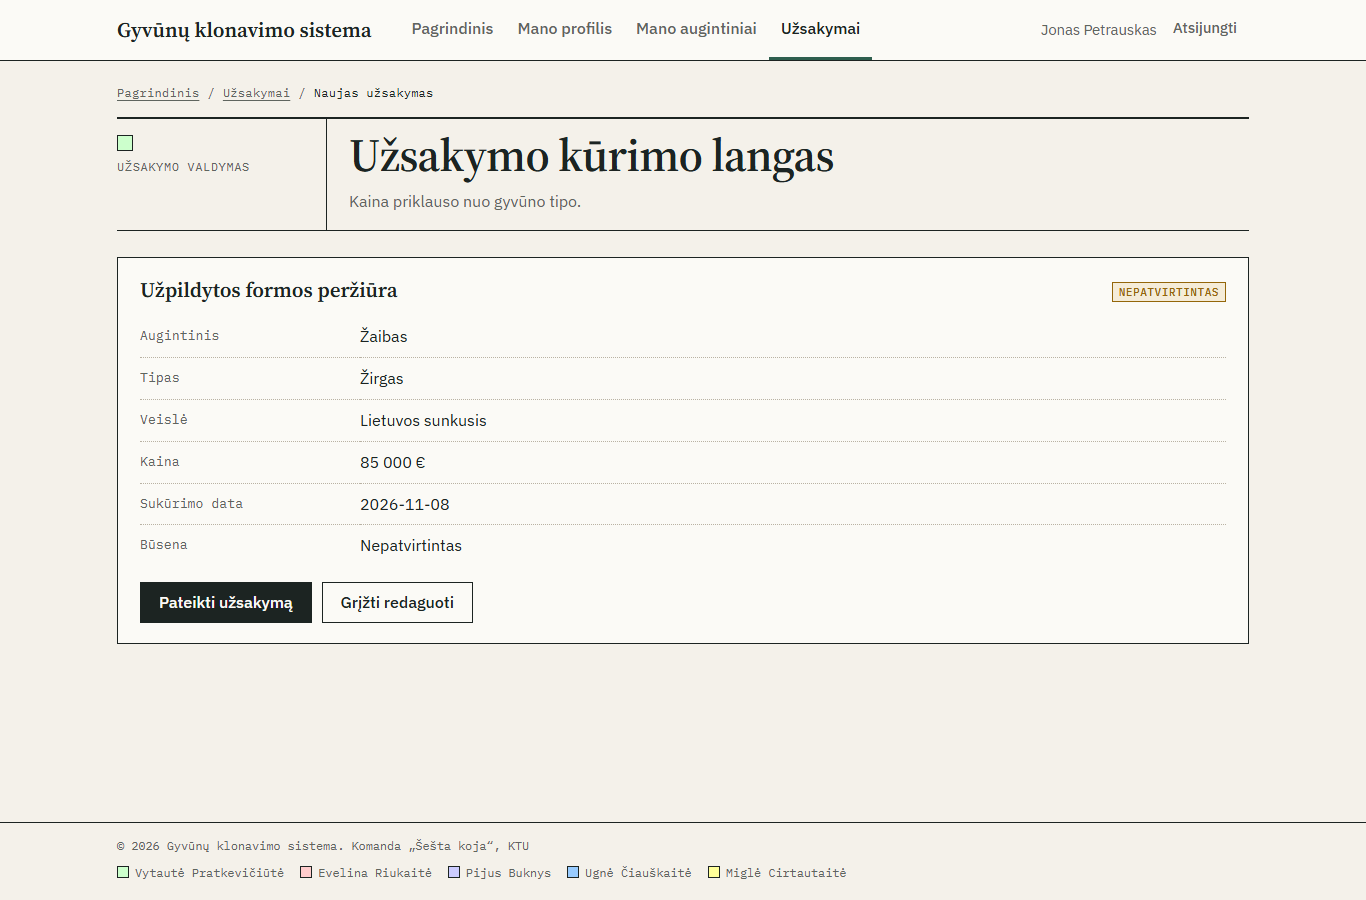 Gyvūnų klonavimo sistema Pagrindinis Mano profilis Mano augintiniai Užsakymai Jonas Petrauskas Atsijungti
Pagrindinis / Užsakymai / Naujas užsakymas
UŽSAKYMO VALDYMAS
Užsakymo kūrimo langas
Kaina priklauso nuo gyvūno tipo.
Užpildytos formos peržiūra NEPATVIRTINTAS
Augintinis Žaibas
Tipas Žirgas
Veislė Lietuvos sunkusis
Kaina 85 000 €
Sukūrimo data 2026-11-08
Būsena Nepatvirtintas
Pateikti užsakymą Grįžti redaguoti
© 2026 Gyvūnų klonavimo sistema. Komanda „Šešta koja“, KTU
Vytautė Pratkevičiūtė Evelina Riukaitė Pijus Buknys Ugnė Čiauškaitė Miglė Cirtautaitė